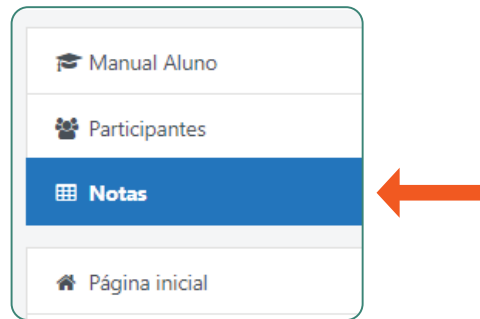 Manual Aluno
Participantes
Notas
Página inicial